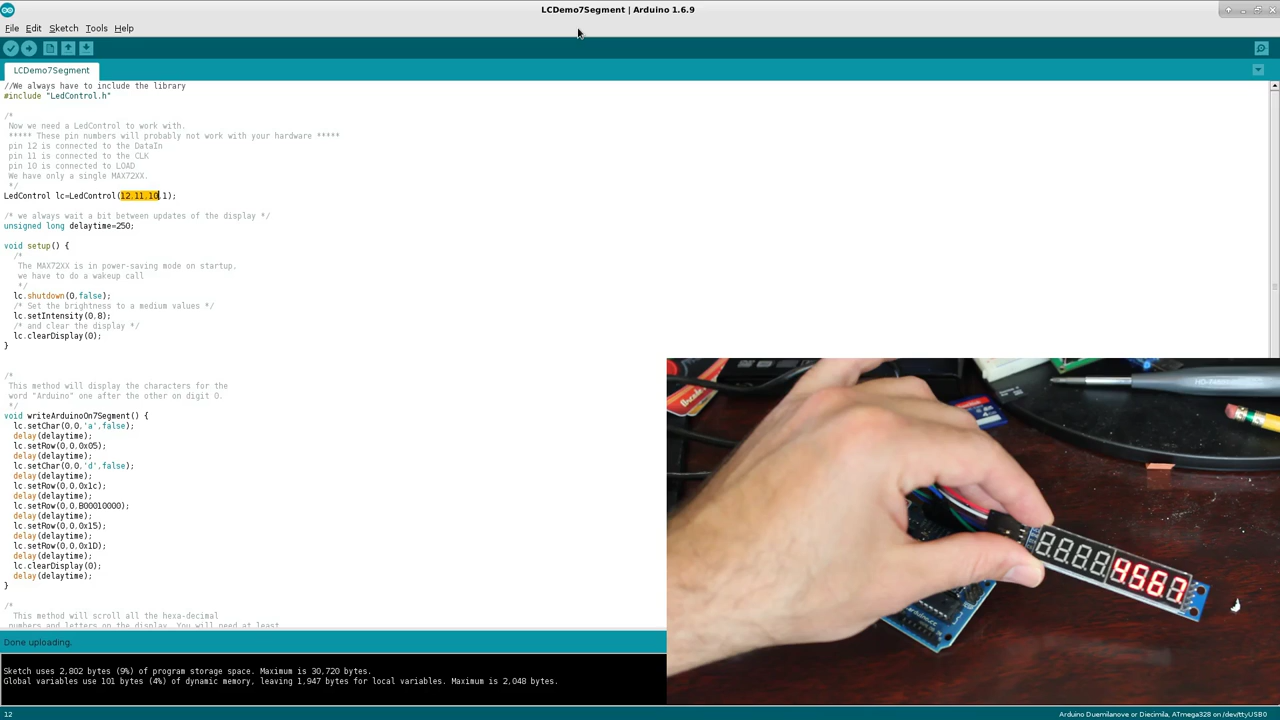 LCDemo7Segment | Arduino 1.6.9
File Edit Sketch Tools Help
LCDemo7Segment
//We always have to include the library
#include "LedControl.h"
/*
Now we need a LedControl to work with.
***** These pin numbers will probably not work with your hardware *****
pin 12 is connected to the DataIn
pin 11 is connected to the CLK
pin 10 is connected to LOAD
We have only a single MAX72XX.
*/
LedControl lc=LedControl(12,11,10,1);
/* we always wait a bit between updates of the display */
unsigned long delaytime=250;
void setup() {
/*
The MAX72XX is in power-saving mode on startup.
we have to do a wakeup call
*/
lc.shutdown(0,false);
/* Set the brightness to a medium values */
lc.setIntensity(0,8);
/* and clear the display */
lc.clearDisplay(0);
}
/*
This method will display the characters for the
word "Arduino" one after the other on digit 0.
*/
void writeArduinoOn7Segment() {
lc.setChar(0,0,'a',false);
delay(delaytime);
lc.setRow(0,0,0x05);
delay(delaytime);
lc.setChar(0,0,'d',false);
delay(delaytime);
lc.setRow(0,0,0x1c);
delay(delaytime);
lc.setRow(0,0,B00010000);
delay(delaytime);
lc.setRow(0,0,0x15);
delay(delaytime);
lc.setRow(0,0,0x1D);
delay(delaytime);
lc.clearDisplay(0);
delay(delaytime);
}
/*
This method will scroll all the hexa-decimal
numbers and letters on the display. You will need at least
4567
Done uploading.
Sketch uses 2,802 bytes (9%) of program storage space. Maximum is 30,720 bytes.
Global variables use 101 bytes (4%) of dynamic memory, leaving 1,947 bytes for local variables. Maximum is 2,048 bytes.
12
Arduino Duemilanove or Diecimila, ATmega328 on /dev/ttyUSB0